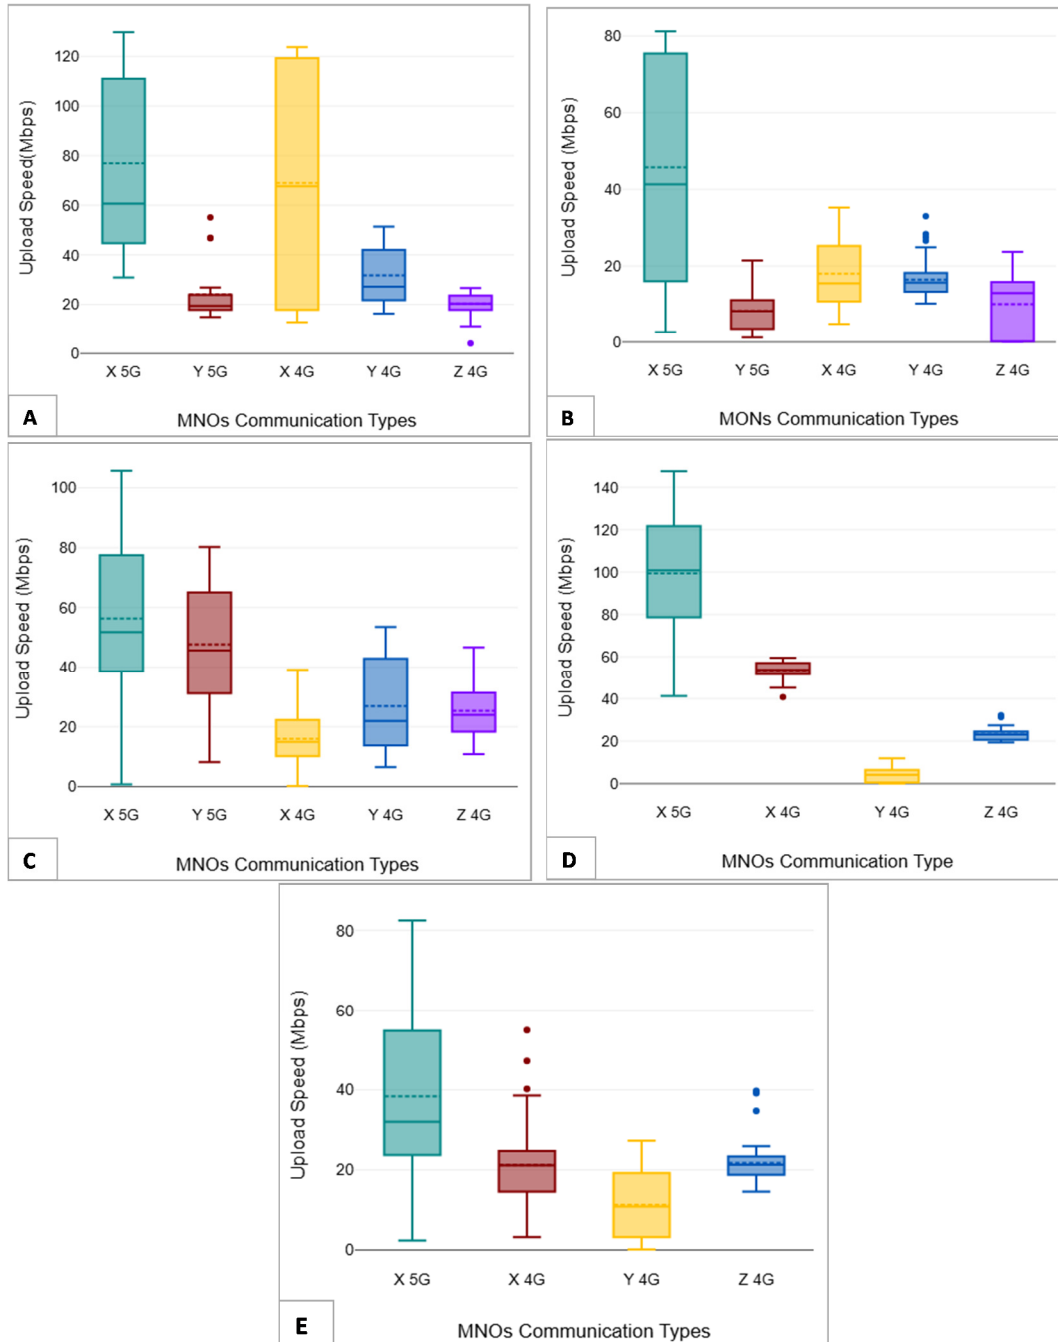 Upload Speed(Mbps)
120
100
80
60
40
20
0
X 5G Y 5G X 4G Y 4G Z 4G
MNOs Communication Types
A
Upload Speed (Mbps)
80
60
40
20
0
X 5G Y 5G X 4G Y 4G Z 4G
MONs Communication Types
B
Upload Speed (Mbps)
100
80
60
40
20
0
X 5G Y 5G X 4G Y 4G Z 4G
MNOs Communication Types
C
Upload Speed (Mbps)
140
120
100
80
60
40
20
0
X 5G X 4G Y 4G Z 4G
MNOs Communication Type
D
Upload Speed (Mbps)
80
60
40
20
0
X 5G X 4G Y 4G Z 4G
MNOs Communication Types
E